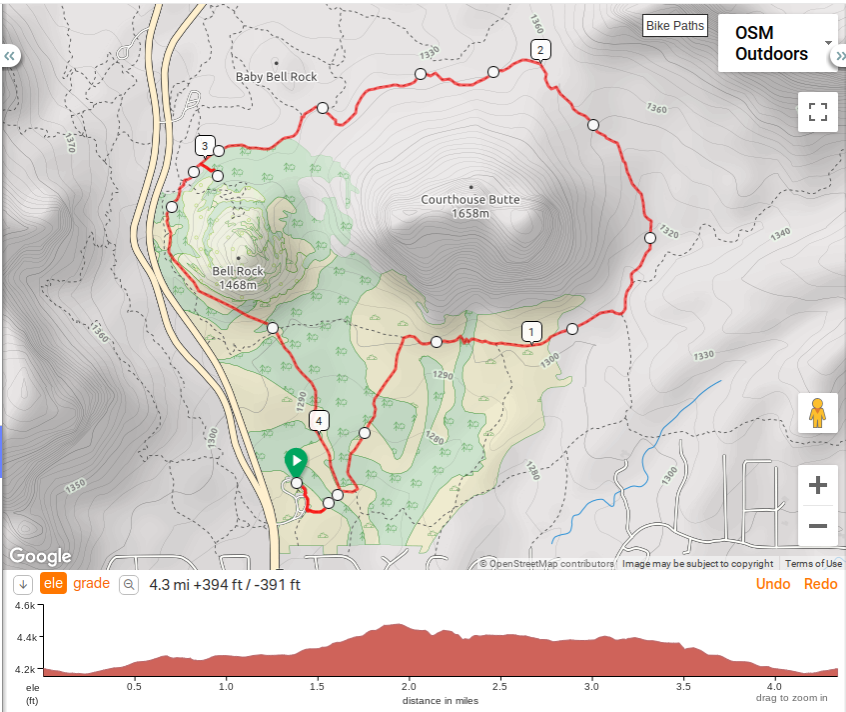 Bike Paths
OSM
Outdoors
«
»
1360
1330
2
Baby Bell Rock
1360
1370
3
Courthouse Butte
1658m
1320
1340
Bell Rock
1468m
1
1360
1300
1330
1290
1290
4
1300
1280
1280
1300
1350
Google
© OpenStreetMap contributors
Image may be subject to copyright
Terms of Use
ele
grade
4.3 mi +394 ft / -391 ft
Undo
Redo
4.6k
4.4k
4.2k
ele
(ft)
0.5
1.0
1.5
2.0
2.5
3.0
3.5
4.0
distance in miles
drag to zoom in